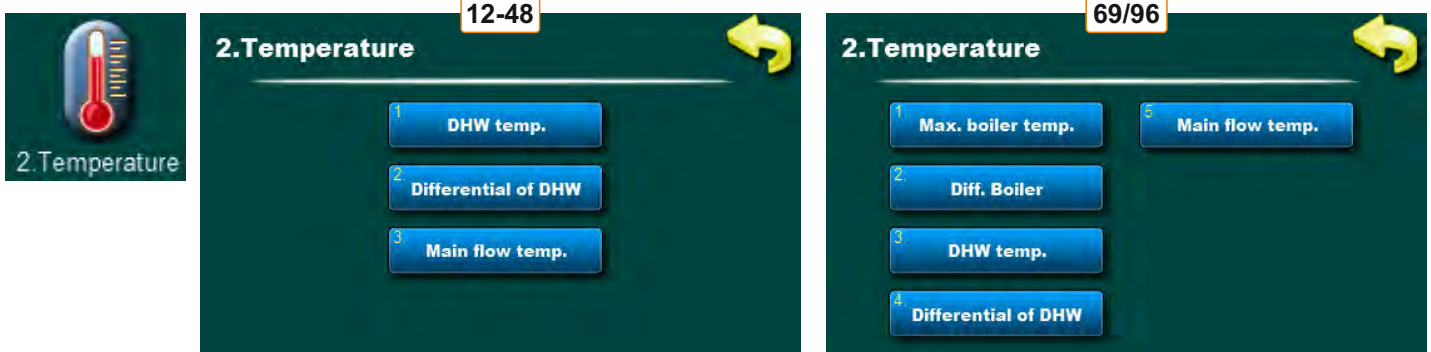 2.Temperature
12-48
2.Temperature
1
DHW temp.
2.
Differential of DHW
3.
Main flow temp.
69/96
2.Temperature
1
Max. boiler temp.
2.
Diff. Boiler
3.
DHW temp.
4.
Differential of DHW
5
Main flow temp.